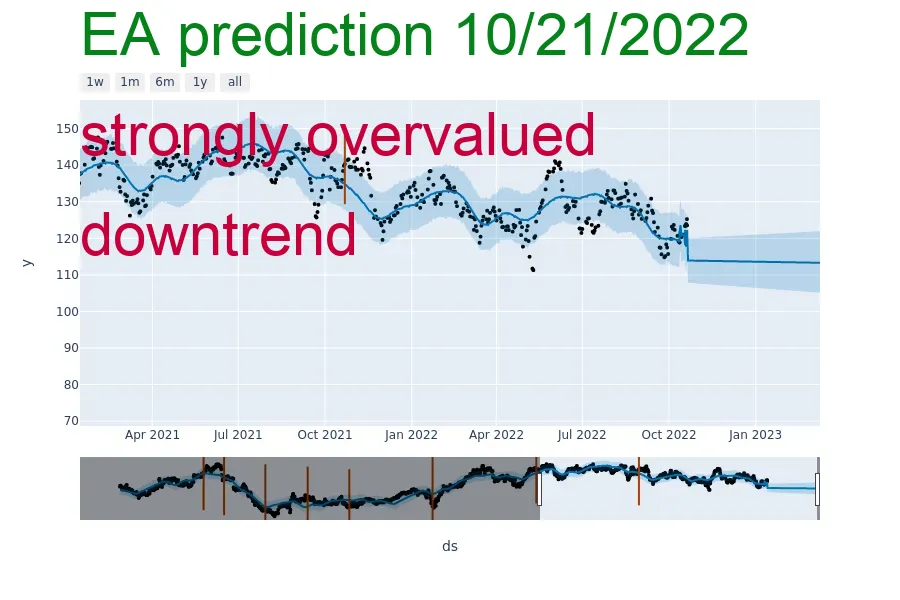 EA prediction 10/21/2022
1w 1m 6m 1y all
150
strongly overvalued
140
130
downtrend
120
y
110
100
90
80
70
Apr 2021 Jul 2021 Oct 2021 Jan 2022 Apr 2022 Jul 2022 Oct 2022 Jan 2023
ds